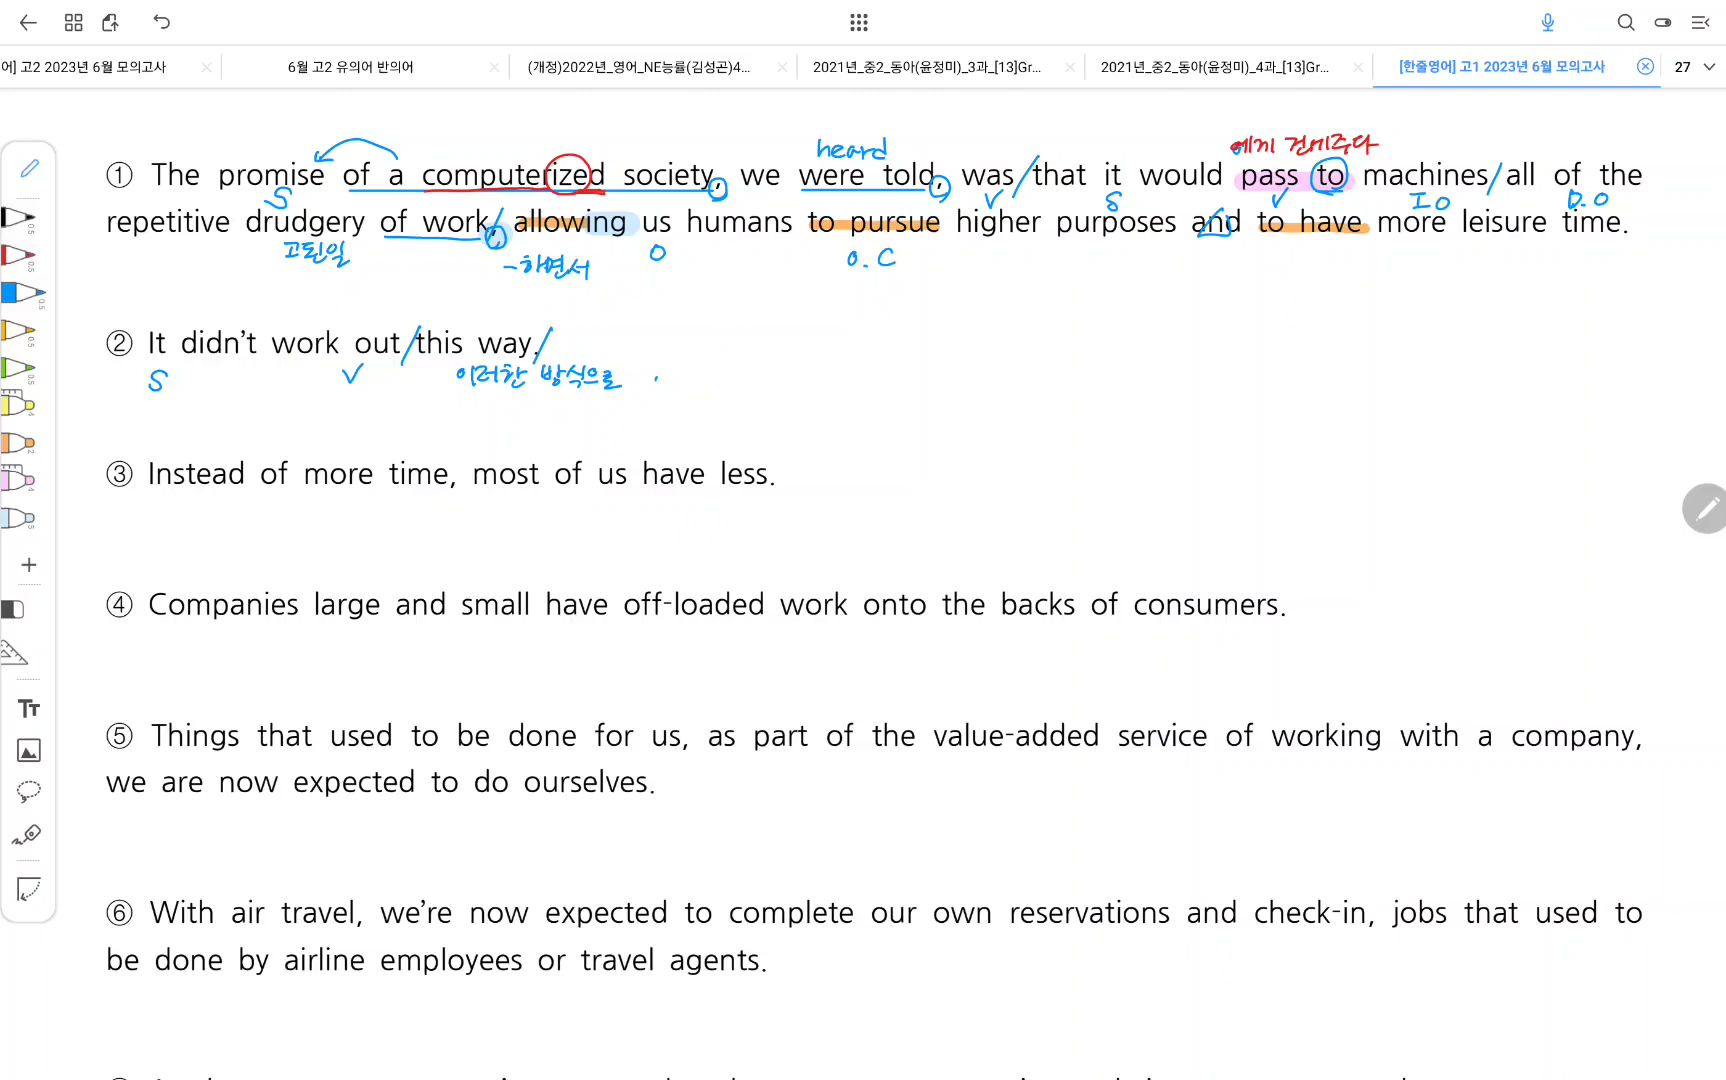 어] 고2 2023년 6월 모의고사
6월 고2 유의어 반의어
(개정)2022년_영어_NE능률(김성곤)4...
2021년_중2_동아(윤정미)_3과_[13]Gr...
2021년_중2_동아(윤정미)_4과_[13]Gr...
[한줄영어] 고1 2023년 6월 모의고사
27
heard
에게 건네주다
① The promise of a computerized society, we were told, was that it would pass to machines all of the
S V S V I.O D.O
repetitive drudgery of work, allowing us humans to pursue higher purposes and to have more leisure time.
고된일 ~하면서 O O.C
② It didn't work out this way.
S V 이러한 방식으로
③ Instead of more time, most of us have less.
④ Companies large and small have off-loaded work onto the backs of consumers.
⑤ Things that used to be done for us, as part of the value-added service of working with a company,
we are now expected to do ourselves.
⑥ With air travel, we're now expected to complete our own reservations and check-in, jobs that used to
be done by airline employees or travel agents.